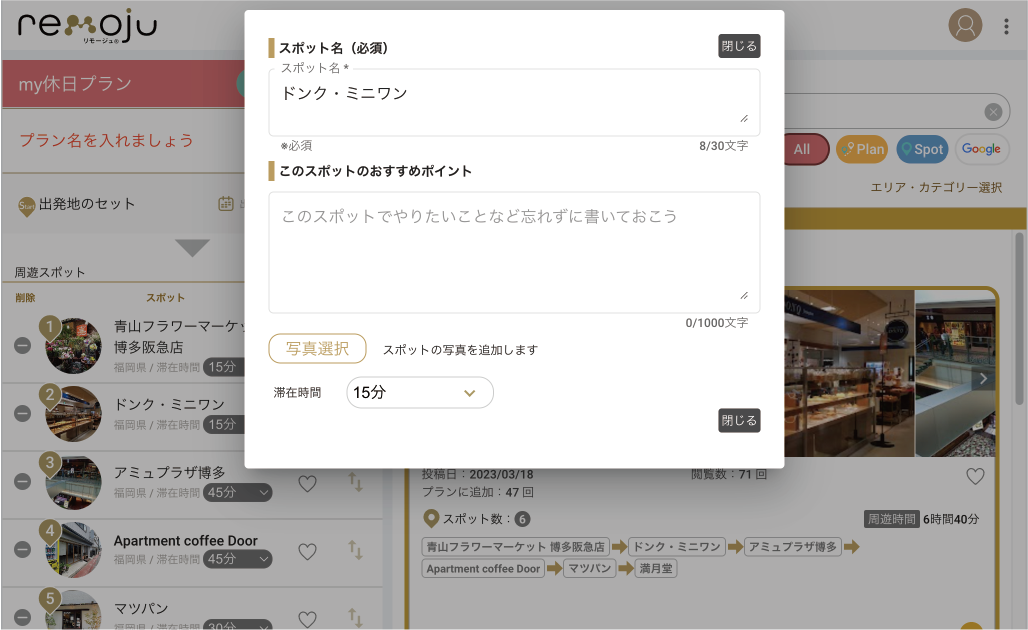 remoju
リモージュ®
my休日プラン
プラン名を入れましょう
Start 出発地のセット
周遊スポット
削除 スポット
1 青山フラワーマーケッ
博多阪急店
福岡県 / 滞在時間 15分
2 ドンク・ミニワン
福岡県 / 滞在時間 15分
3 アミュプラザ博多
福岡県 / 滞在時間 45分
4 Apartment coffee Door
福岡県 / 滞在時間 45分
5 マツパン
福岡県 / 滞在時間 30分
スポット名（必須）
閉じる
スポット名 *
ドンク・ミニワン
※必須
8/30文字
このスポットのおすすめポイント
このスポットでやりたいことなど忘れずに書いておこう
0/1000文字
写真選択 スポットの写真を追加します
滞在時間 15分
閉じる
All Plan Spot Google
エリア・カテゴリー選択
投稿日：2023/03/18 閲覧数：71 回
プランに追加：47 回
スポット数：6 周遊時間 6時間40分
青山フラワーマーケット 博多阪急店 ドンク・ミニワン アミュプラザ博多
Apartment coffee Door マツパン 満月堂